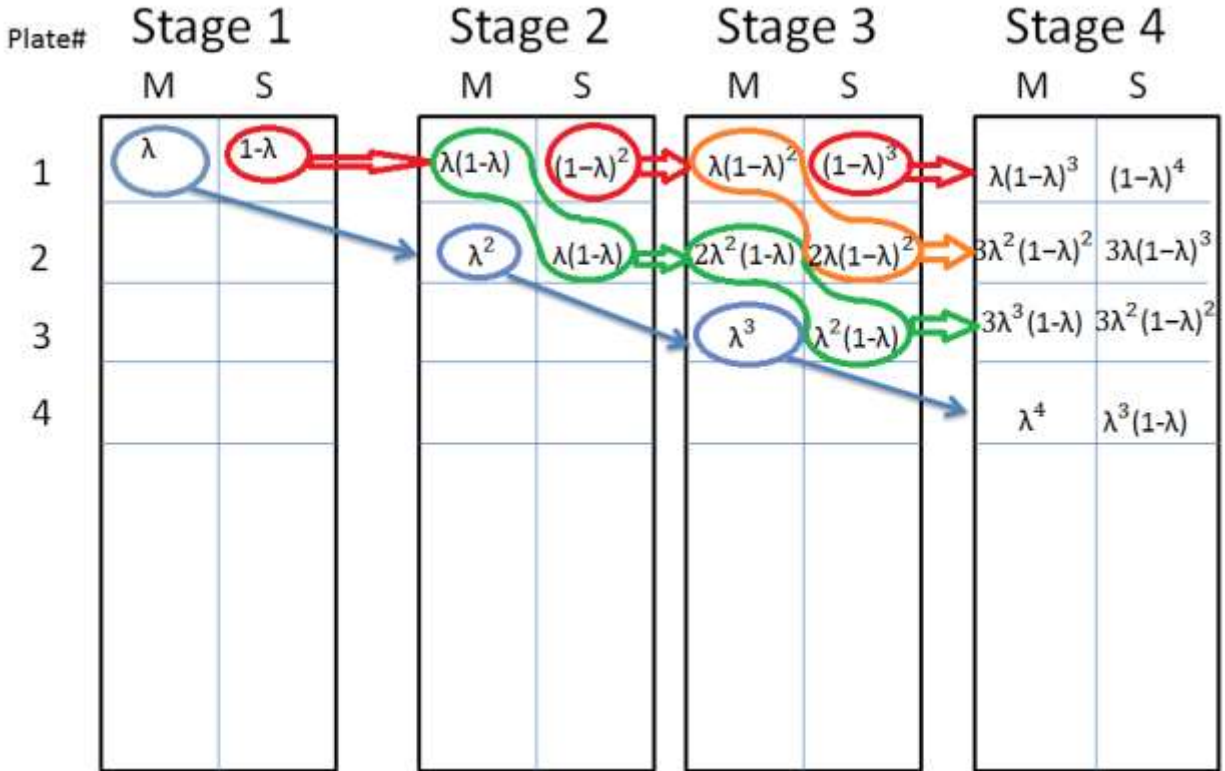 Plate# Stage 1 Stage 2 Stage 3 Stage 4
M S M S M S M S
1 λ 1-λ λ(1-λ) (1−λ)² λ(1−λ)² (1−λ)³ λ(1−λ)³ (1−λ)⁴
2 λ² λ(1-λ) 2λ²(1-λ) 2λ(1−λ)² 3λ²(1−λ)² 3λ(1−λ)³
3 λ³ λ²(1-λ) 3λ³(1-λ) 3λ²(1−λ)²
4 λ⁴ λ³(1-λ)